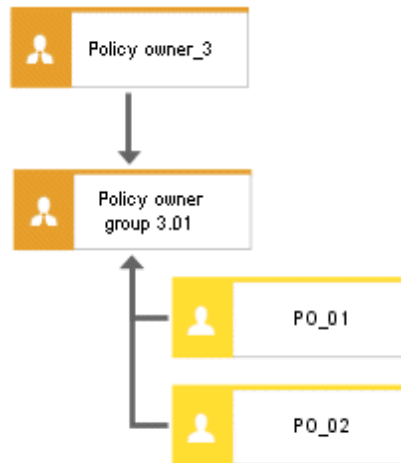 Policy owner_3
Policy owner
group 3.01
PO_01
PO_02